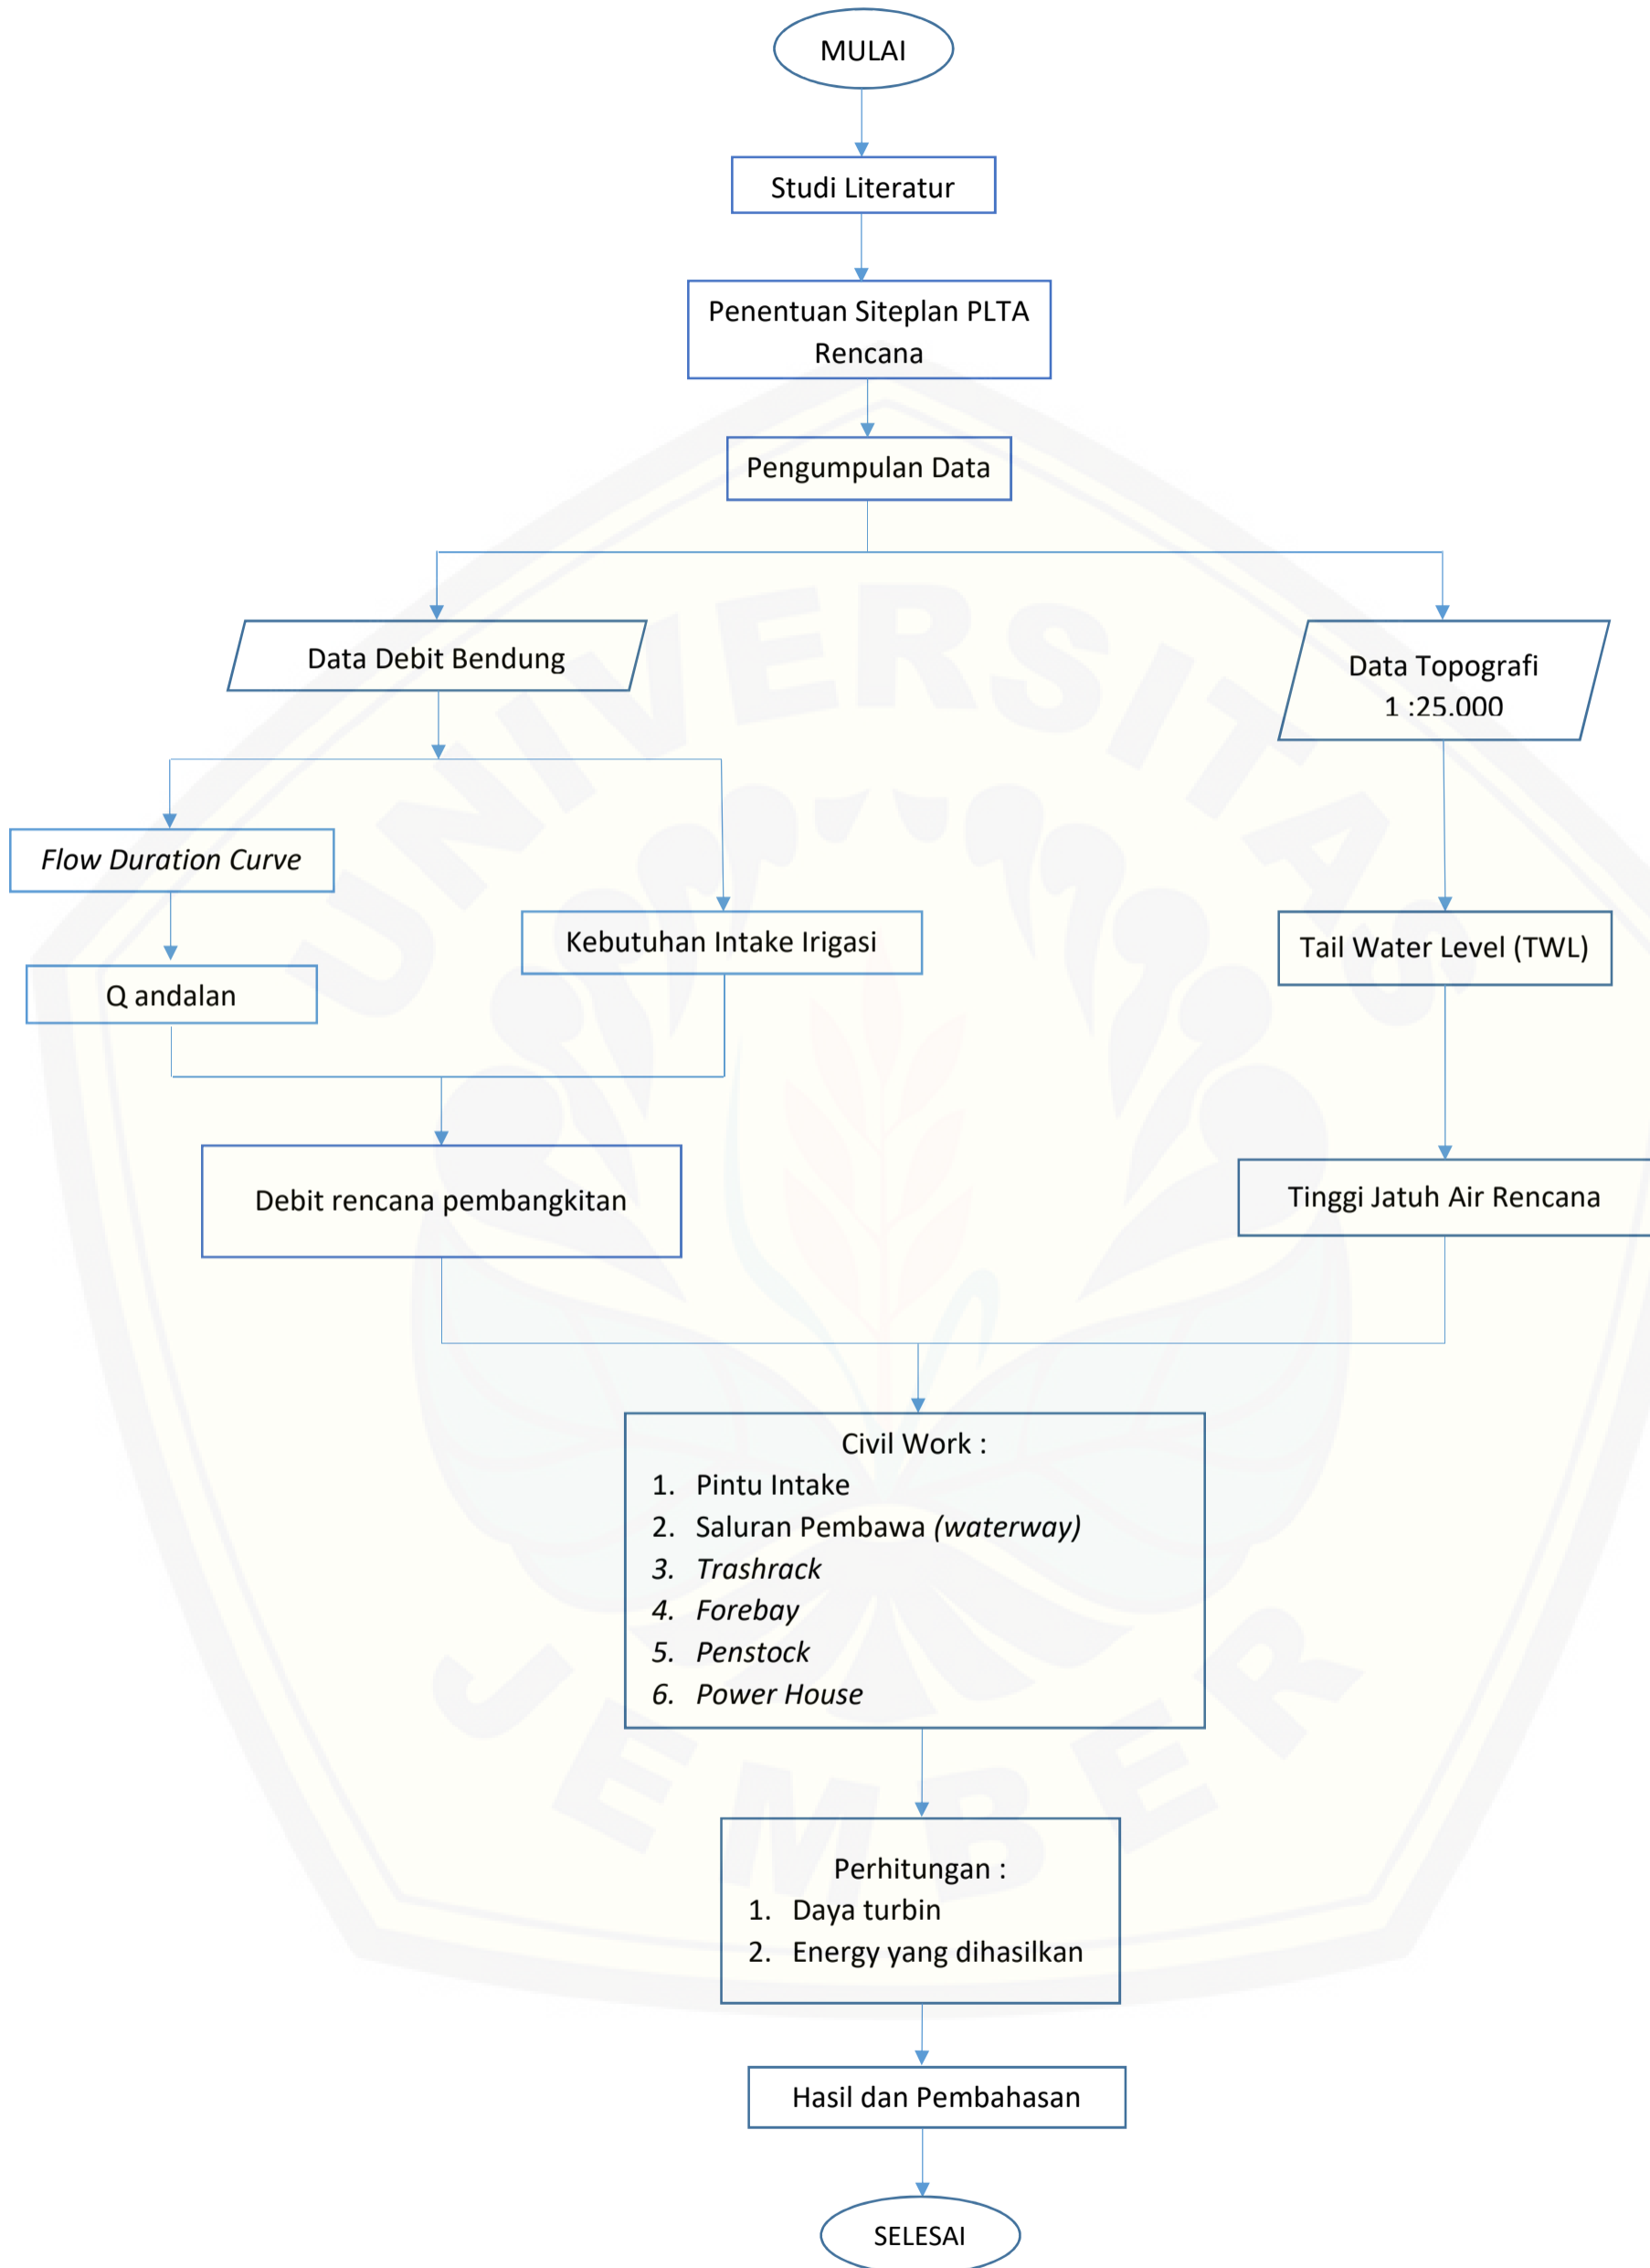 MULAI
Studi Literatur
Penentuan Siteplan PLTA
Rencana
Pengumpulan Data
Data Debit Bendung
Data Topografi
1 :25.000
Flow Duration Curve
Kebutuhan Intake Irigasi
Tail Water Level (TWL)
Q andalan
Debit rencana pembangkitan
Tinggi Jatuh Air Rencana
Civil Work :
1. Pintu Intake
2. Saluran Pembawa (waterway)
3. Trashrack
4. Forebay
5. Penstock
6. Power House
Perhitungan :
1. Daya turbin
2. Energy yang dihasilkan
Hasil dan Pembahasan
SELESAI
UNIVERSITAS
JEMBER